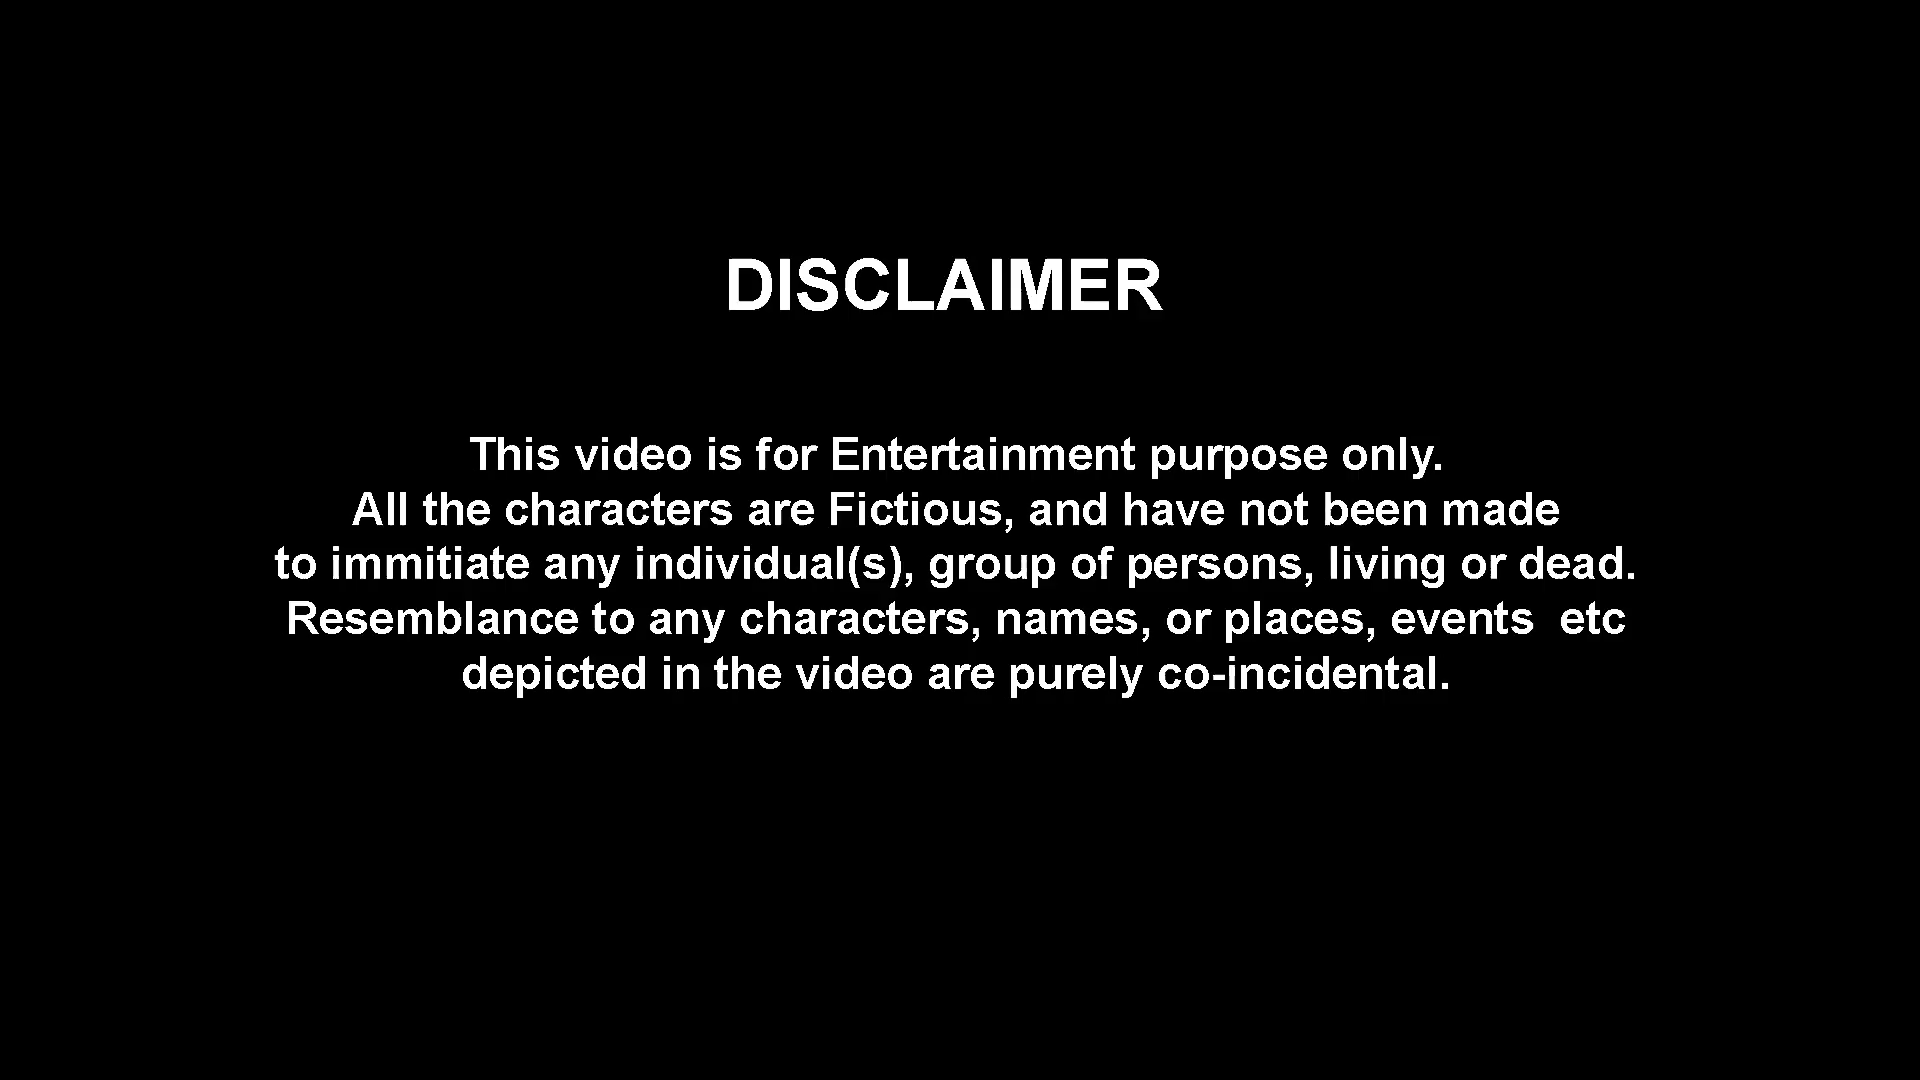 DISCLAIMER
This video is for Entertainment purpose only.
All the characters are Fictious, and have not been made
to immitiate any individual(s), group of persons, living or dead.
Resemblance to any characters, names, or places, events  etc
depicted in the video are purely co-incidental.